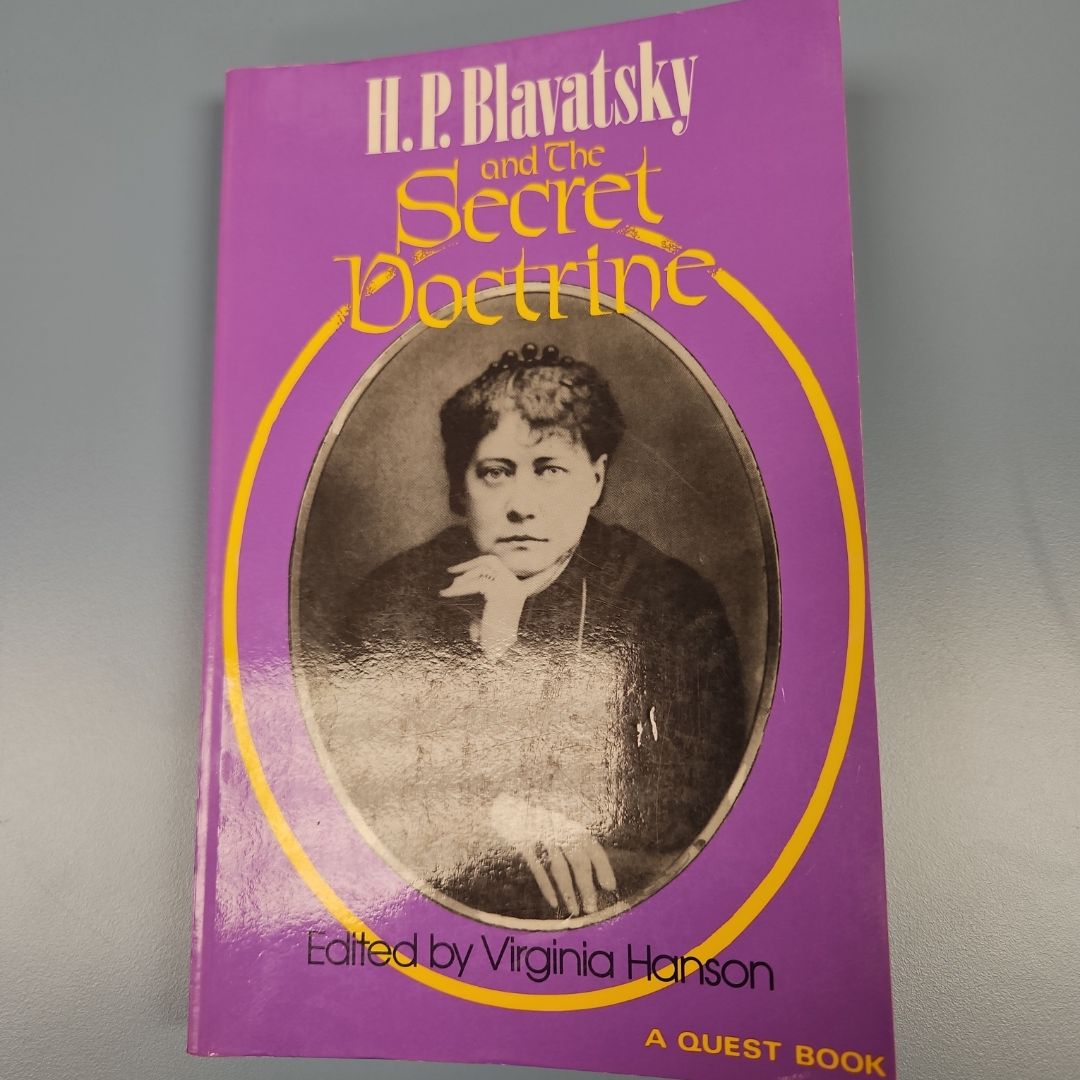 H. P. Blavatsky
and The
Secret
Doctrine
Edited by Virginia Hanson
A QUEST BOOK